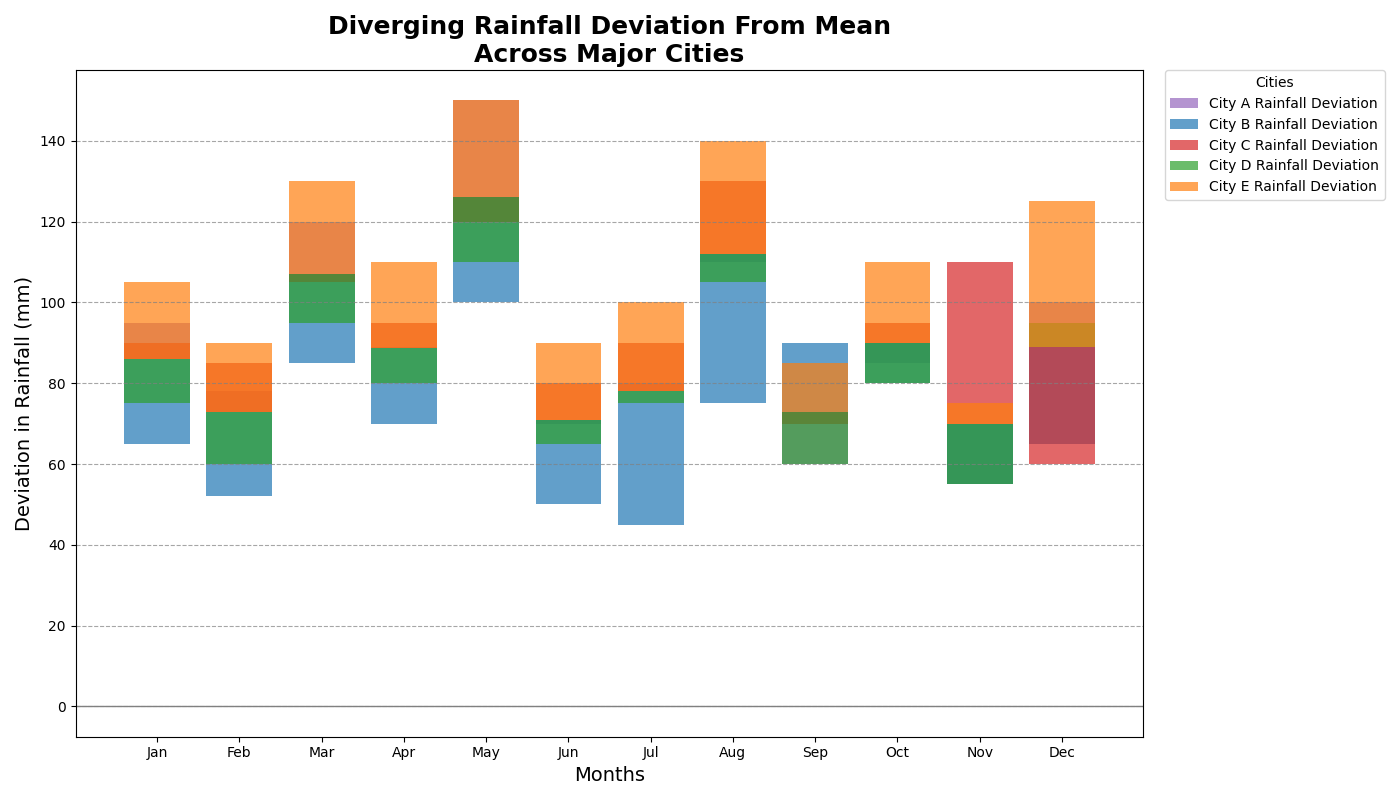 Diverging Rainfall Deviation From Mean
Across Major Cities
Cities
City A Rainfall Deviation
City B Rainfall Deviation
City C Rainfall Deviation
City D Rainfall Deviation
City E Rainfall Deviation
Deviation in Rainfall (mm)
140
120
100
80
60
40
20
0
Jan Feb Mar Apr May Jun Jul Aug Sep Oct Nov Dec
Months